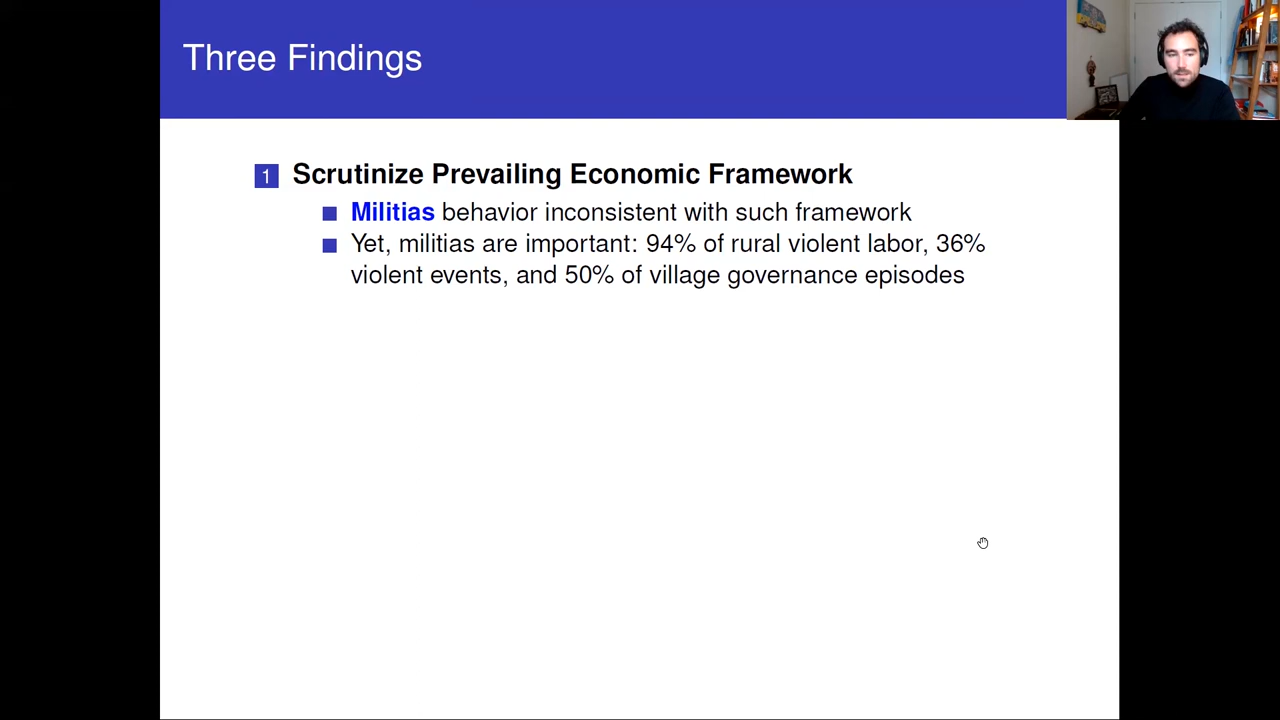 Three Findings
1 Scrutinize Prevailing Economic Framework
Militias behavior inconsistent with such framework
Yet, militias are important: 94% of rural violent labor, 36%
violent events, and 50% of village governance episodes